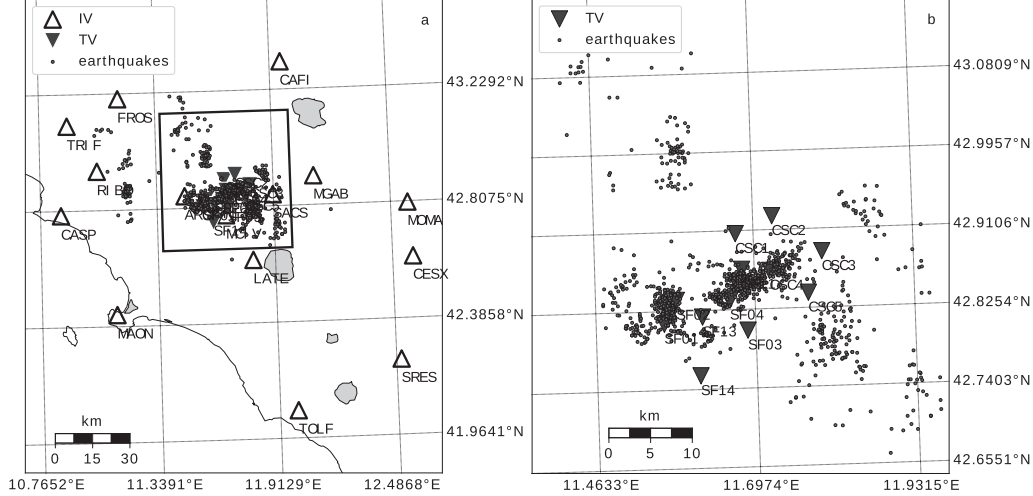 IV
TV
earthquakes
a
CAFI
43.2292°N
FROS
TRIF
MGAB
42.8075°N
MOMA
SACS
CASP
CESX
LATE
42.3858°N
MAON
SRES
TOLF
41.9641°N
km
0 15 30
10.7652°E 11.3391°E 11.9129°E 12.4868°E
TV
earthquakes
b
43.0809°N
42.9957°N
42.9106°N
CSC2
CSC1
CSC3
42.8254°N
SF04
SF13
SF01
SF03
42.7403°N
SF14
km
0 5 10
42.6551°N
11.4633°E 11.6974°E 11.9315°E